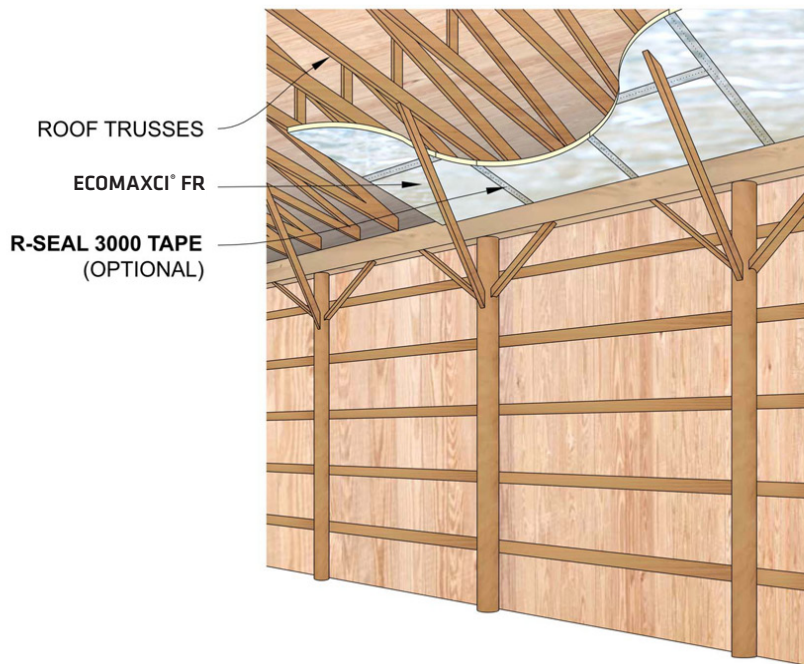 ROOF TRUSSES
ECOMAXCI® FR
R-SEAL 3000 TAPE
(OPTIONAL)